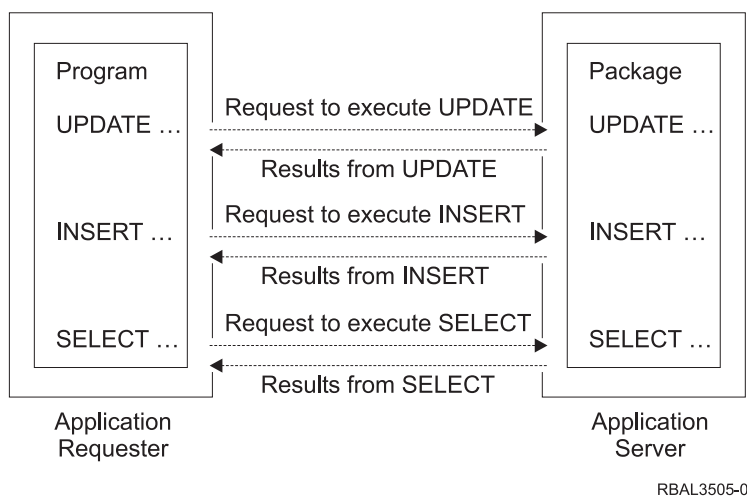 Program
Package
Request to execute UPDATE
UPDATE ...
UPDATE ...
Results from UPDATE
Request to execute INSERT
INSERT ...
INSERT ...
Results from INSERT
Request to execute SELECT
SELECT ...
SELECT ...
Results from SELECT
Application
Requester
Application
Server
RBAL3505-0